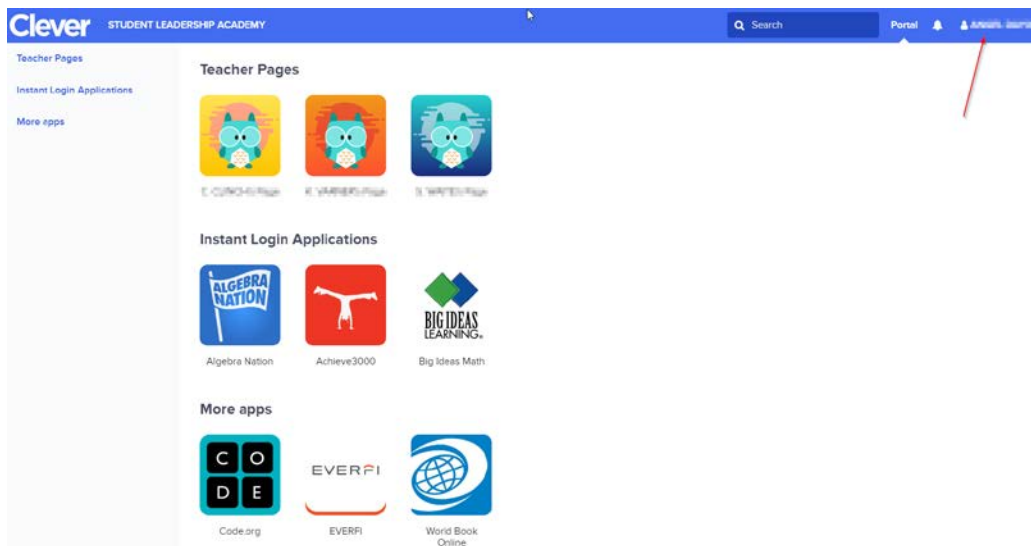 Clever STUDENT LEADERSHIP ACADEMY Search Portal
Teacher Pages
Instant Login Applications
More apps
Teacher Pages
Instant Login Applications
ALGEBRA
NATION
BIG IDEAS
LEARNING.
Algebra Nation Achieve3000 Big Ideas Math
More apps
C O
D E
EVERFI
Code.org EVERFI World Book
Online